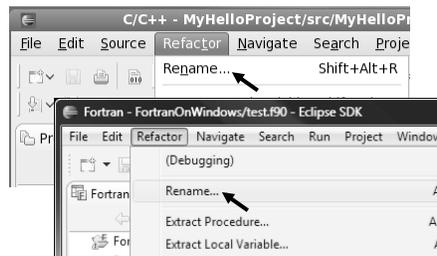 C/C++ - MyHelloProject/src/MyHelloPr
File Edit Source Refactor Navigate Search Proje
Rename... Shift+Alt+R
Pr
Fortran - FortranOnWindows/test.f90 - Eclipse SDK
File Edit Refactor Navigate Search Run Project Window
(Debugging)
Fortran
Rename... A
Extract Procedure... A
For
Extract Local Variable... A